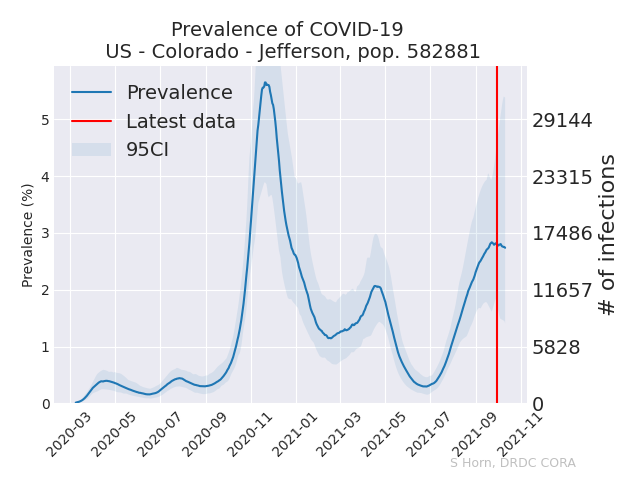 Prevalence of COVID-19
US - Colorado - Jefferson, pop. 582881
Prevalence
Latest data
95CI
Prevalence (%)
5
4
3
2
1
0
29144
23315
17486
11657
5828
0
# of infections
2020-03
2020-05
2020-07
2020-09
2020-11
2021-01
2021-03
2021-05
2021-07
2021-09
2021-11
S Horn, DRDC CORA